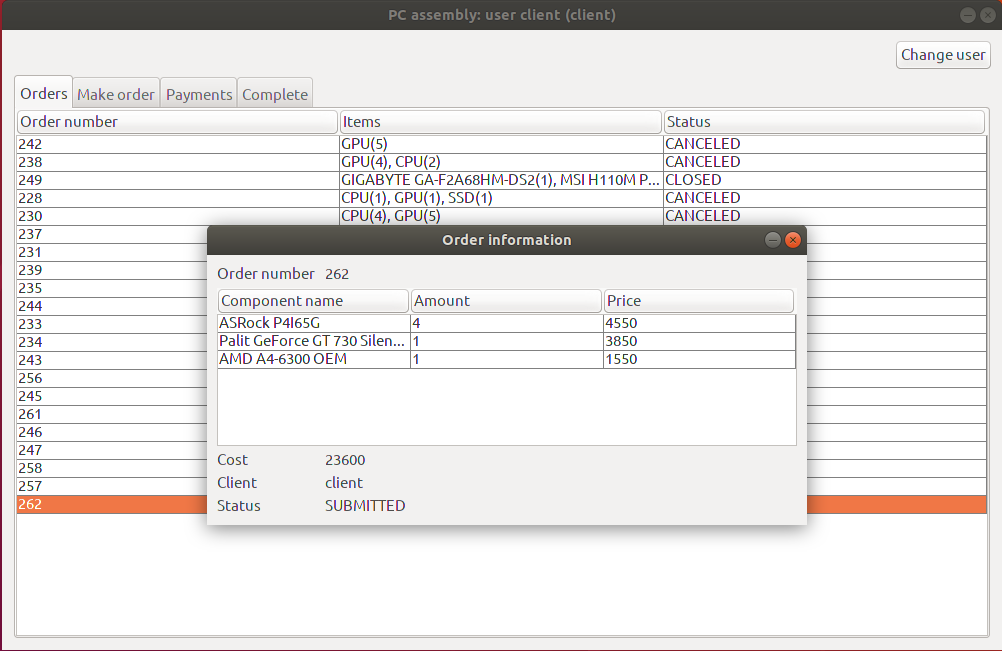 PC assembly: user client (client)
Change user
Orders Make order Payments Complete
Order number Items Status
242 GPU(5) CANCELED
238 GPU(4), CPU(2) CANCELED
249 GIGABYTE GA-F2A68HM-DS2(1), MSI H110M P... CLOSED
228 CPU(1), GPU(1), SSD(1) CANCELED
230 CPU(4), GPU(5) CANCELED
237
231
239
235
244
233
234
243
256
245
261
246
247
258
257
262
Order information
Order number 262
Component name Amount Price
ASRock P4I65G 4 4550
Palit GeForce GT 730 Silen... 1 3850
AMD A4-6300 OEM 1 1550
Cost 23600
Client client
Status SUBMITTED